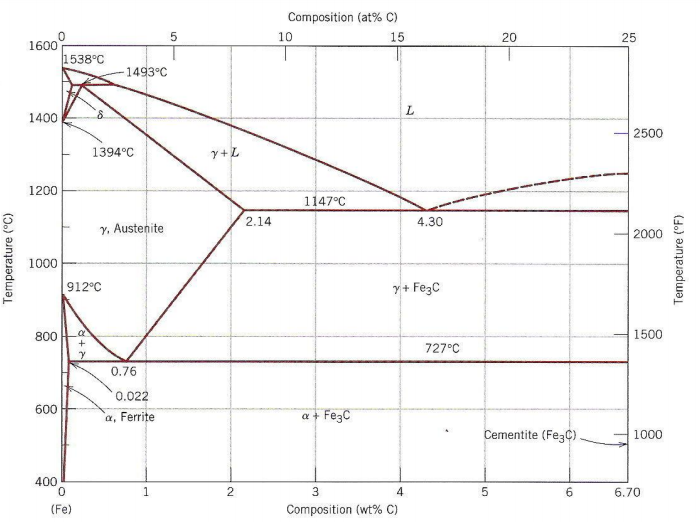 Composition (at% C)
0 5 10 15 20 25
1600
1538°C
1493°C
δ
L
1400
2500
1394°C
γ + L
1200
1147°C
2.14
4.30
γ, Austenite
2000
Temperature (°C)
Temperature (°F)
1000
912°C
γ + Fe3C
α
+
γ
800
727°C
1500
0.76
0.022
600
α, Ferrite
α + Fe3C
Cementite (Fe3C)
1000
400
0 1 2 3 4 5 6 6.70
(Fe)
Composition (wt% C)